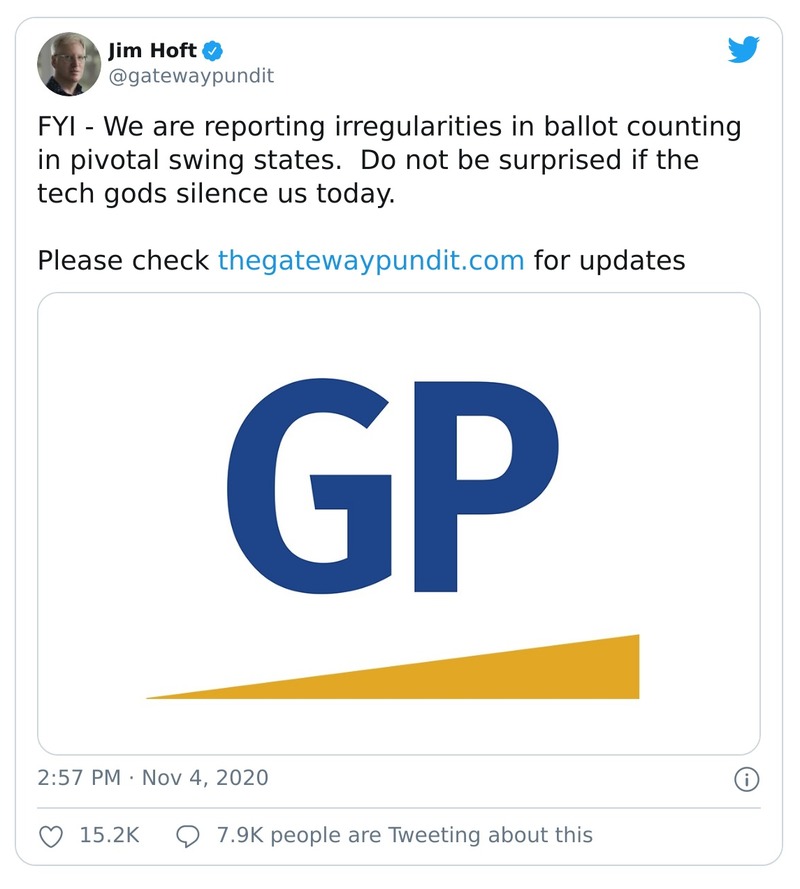 Jim Hoft
@gatewaypundit
FYI - We are reporting irregularities in ballot counting
in pivotal swing states.  Do not be surprised if the
tech gods silence us today.
Please check thegatewaypundit.com for updates
GP
2:57 PM · Nov 4, 2020
15.2K 7.9K people are Tweeting about this